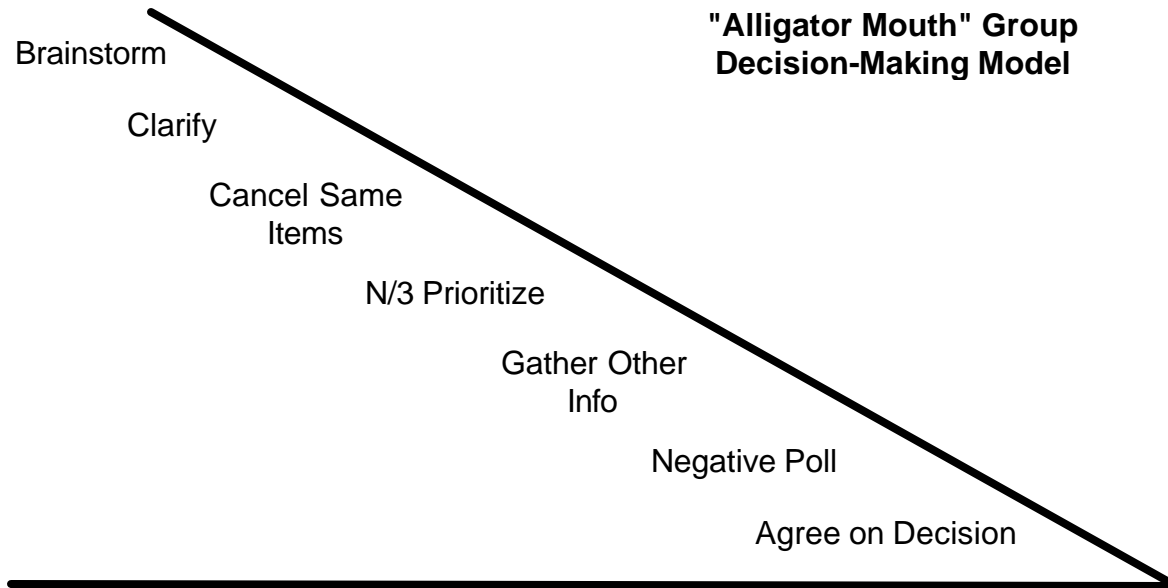 "Alligator Mouth" Group
Decision-Making Model
Brainstorm
Clarify
Cancel Same
Items
N/3 Prioritize
Gather Other
Info
Negative Poll
Agree on Decision